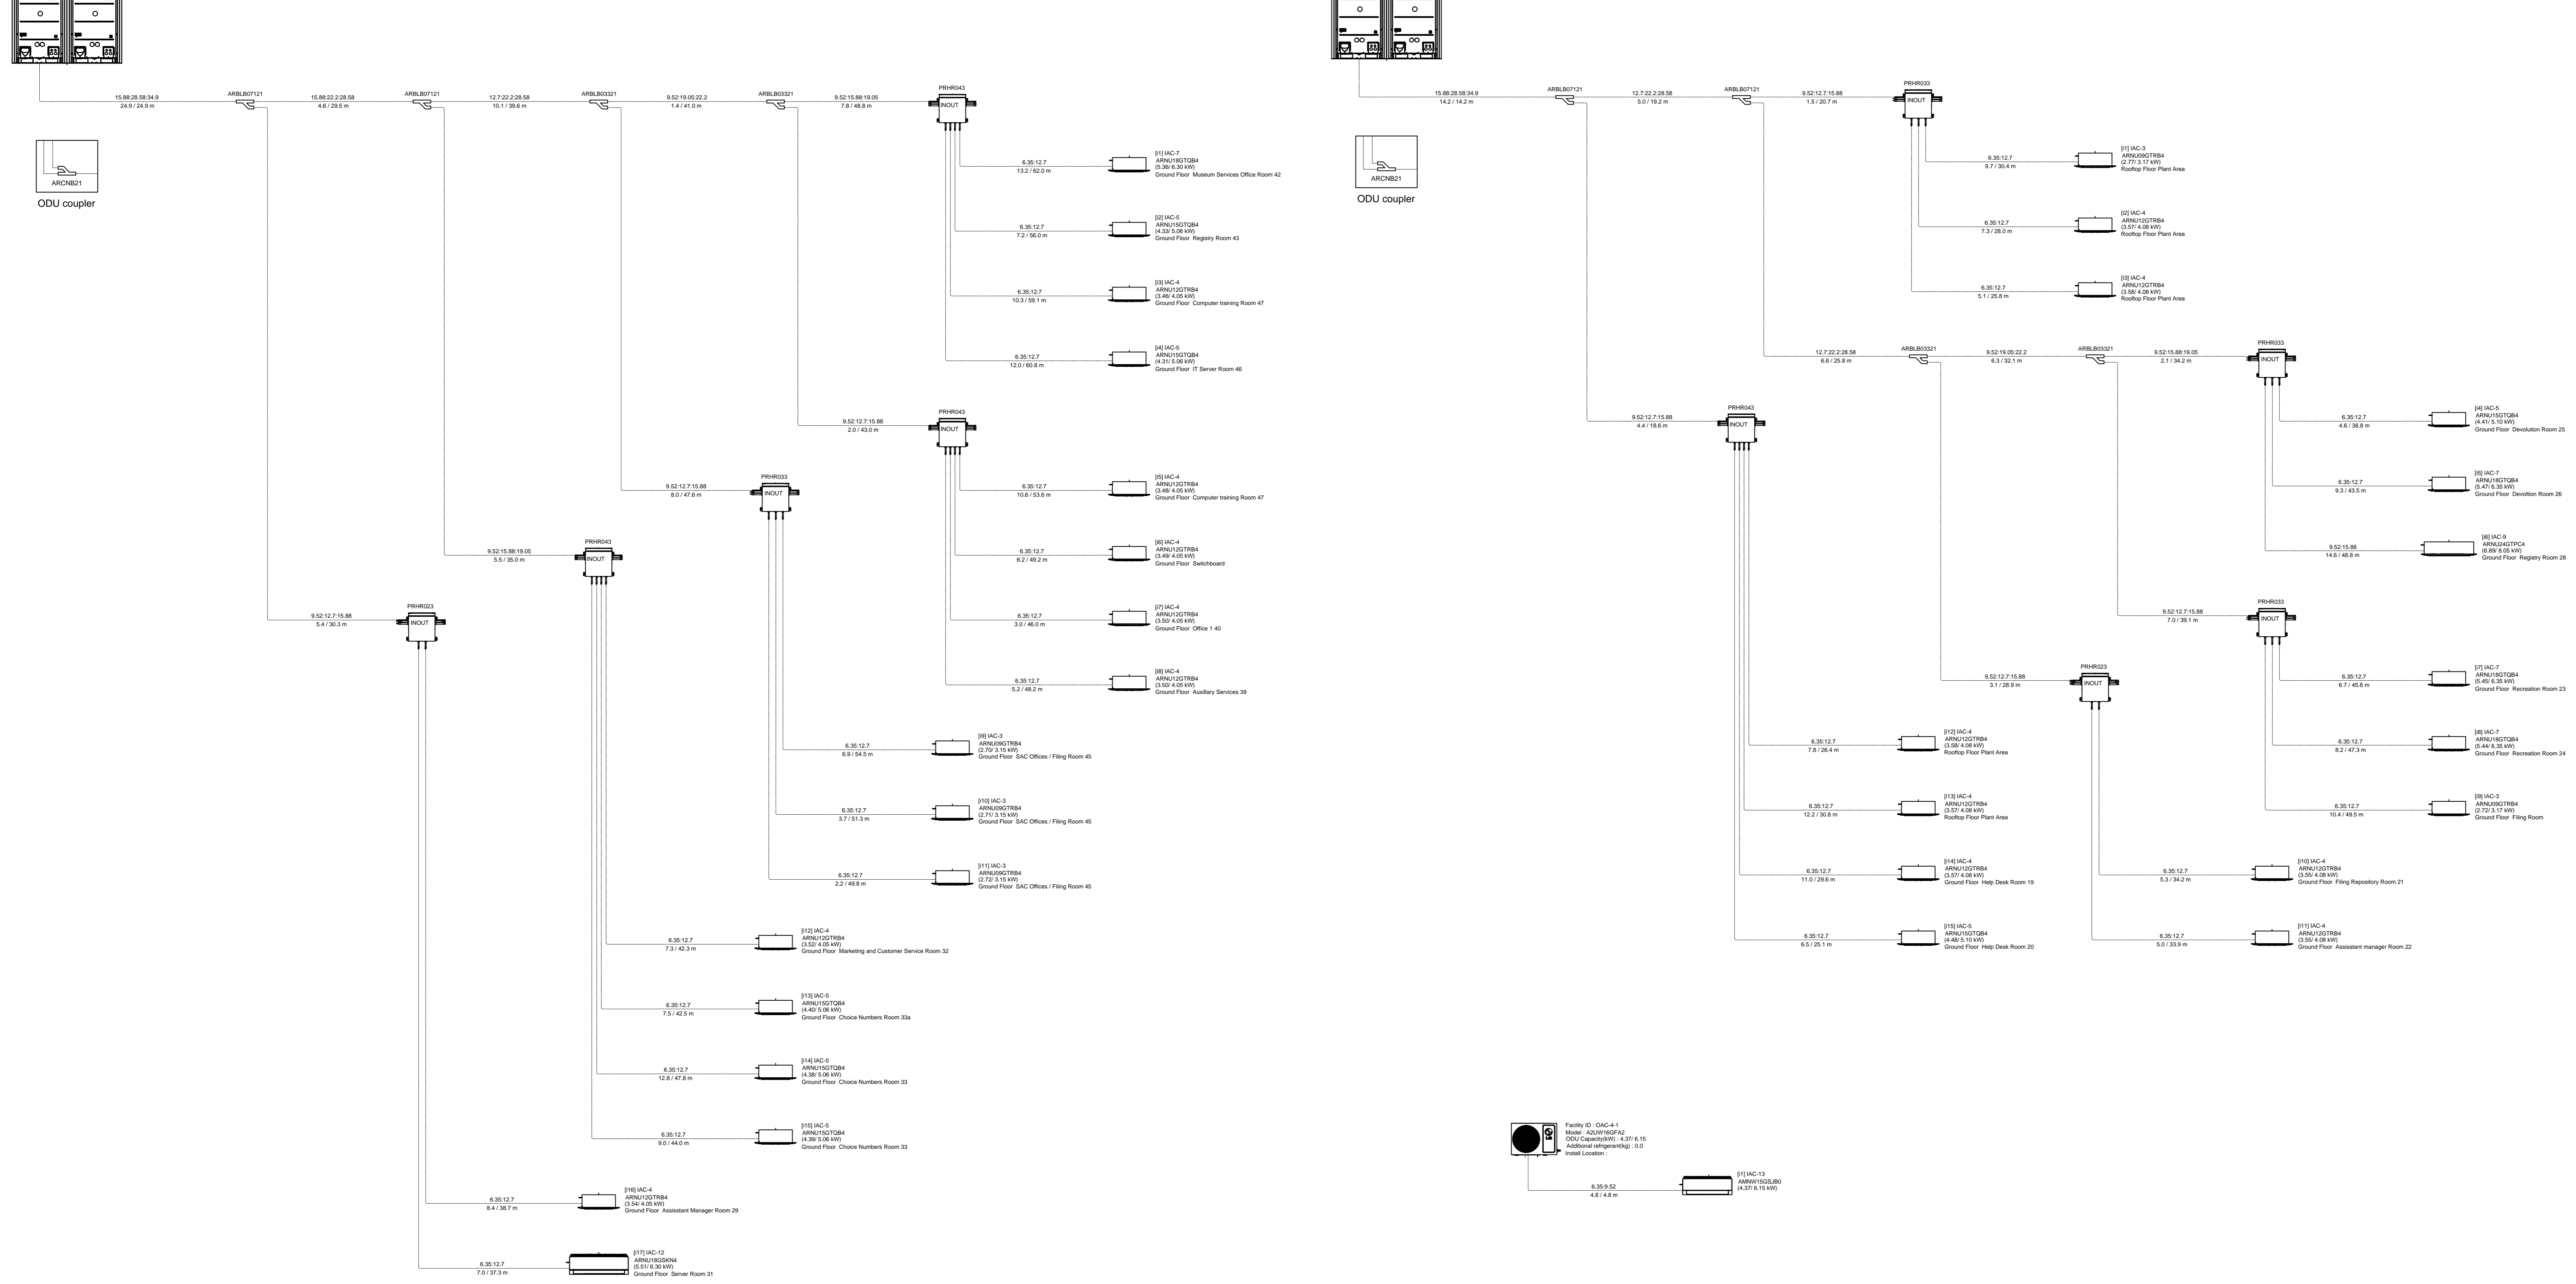 15.88:28.58:34.9
24.9 / 24.9 m
ARBLB07121
15.88:22.2:28.58
4.6 / 29.5 m
ARBLB07121
12.7:22.2:28.58
10.1 / 39.6 m
ARBLB03321
9.52:19.05:22.2
1.4 / 41.0 m
ARBLB03321
9.52:15.88:19.05
7.8 / 48.8 m
PRHR043
INOUT
ARCNB21
ODU coupler
6.35:12.7
13.2 / 62.0 m
[i1] IAC-7
ARNU18GTQB4
(5.36/ 6.30 kW)
Ground Floor Museum Services Office Room 42
6.35:12.7
7.2 / 56.0 m
[i2] IAC-5
ARNU15GTQB4
(4.33/ 5.06 kW)
Ground Floor Registry Room 43
6.35:12.7
10.3 / 59.1 m
[i3] IAC-4
ARNU12GTRB4
(3.46/ 4.05 kW)
Ground Floor Computer training Room 47
6.35:12.7
12.0 / 60.8 m
[i4] IAC-5
ARNU15GTQB4
(4.31/ 5.06 kW)
Ground Floor IT Server Room 46
9.52:12.7:15.88
2.0 / 43.0 m
PRHR043
INOUT
6.35:12.7
10.6 / 53.6 m
[i5] IAC-4
ARNU12GTRB4
(3.48/ 4.05 kW)
Ground Floor Computer training Room 47
6.35:12.7
6.2 / 49.2 m
[i6] IAC-4
ARNU12GTRB4
(3.49/ 4.05 kW)
Ground Floor Switchboard
6.35:12.7
3.0 / 46.0 m
[i7] IAC-4
ARNU12GTRB4
(3.50/ 4.05 kW)
Ground Floor Office 1 40
6.35:12.7
5.2 / 48.2 m
[i8] IAC-4
ARNU12GTRB4
(3.50/ 4.05 kW)
Ground Floor Auxillary Services 39
9.52:12.7:15.88
8.0 / 47.6 m
PRHR033
INOUT
6.35:12.7
6.9 / 54.5 m
[i9] IAC-3
ARNU09GTRB4
(2.70/ 3.15 kW)
Ground Floor SAC Offices / Filing Room 45
6.35:12.7
3.7 / 51.3 m
[i10] IAC-3
ARNU09GTRB4
(2.71/ 3.15 kW)
Ground Floor SAC Offices / Filing Room 45
6.35:12.7
2.2 / 49.8 m
[i11] IAC-3
ARNU09GTRB4
(2.72/ 3.15 kW)
Ground Floor SAC Offices / Filing Room 45
9.52:15.88:19.05
5.5 / 35.0 m
PRHR043
INOUT
6.35:12.7
7.3 / 42.3 m
[i12] IAC-4
ARNU12GTRB4
(3.52/ 4.05 kW)
Ground Floor Marketing and Customer Service Room 32
6.35:12.7
7.5 / 42.5 m
[i13] IAC-5
ARNU15GTQB4
(4.40/ 5.06 kW)
Ground Floor Choice Numbers Room 33a
6.35:12.7
12.8 / 47.8 m
[i14] IAC-5
ARNU15GTQB4
(4.38/ 5.06 kW)
Ground Floor Choice Numbers Room 33
6.35:12.7
9.0 / 44.0 m
[i15] IAC-5
ARNU15GTQB4
(4.39/ 5.06 kW)
Ground Floor Choice Numbers Room 33
9.52:12.7:15.88
5.4 / 30.3 m
PRHR023
INOUT
6.35:12.7
8.4 / 38.7 m
[i16] IAC-4
ARNU12GTRB4
(3.54/ 4.05 kW)
Ground Floor Assisstant Manager Room 29
6.35:12.7
7.0 / 37.3 m
[i17] IAC-12
ARNU18GSKN4
(5.51/ 6.30 kW)
Ground Floor Server Room 31
15.88:28.58:34.9
14.2 / 14.2 m
ARBLB07121
12.7:22.2:28.58
5.0 / 19.2 m
ARBLB07121
9.52:12.7:15.88
1.5 / 20.7 m
PRHR033
INOUT
ARCNB21
ODU coupler
6.35:12.7
9.7 / 30.4 m
[i1] IAC-3
ARNU09GTRB4
(2.77/ 3.17 kW)
Rooftop Floor Plant Area
6.35:12.7
7.3 / 28.0 m
[i2] IAC-4
ARNU12GTRB4
(3.57/ 4.08 kW)
Rooftop Floor Plant Area
6.35:12.7
5.1 / 25.8 m
[i3] IAC-4
ARNU12GTRB4
(3.58/ 4.08 kW)
Rooftop Floor Plant Area
12.7:22.2:28.58
6.6 / 25.8 m
ARBLB03321
9.52:19.05:22.2
6.3 / 32.1 m
ARBLB03321
9.52:15.88:19.05
2.1 / 34.2 m
PRHR033
INOUT
6.35:12.7
4.6 / 38.8 m
[i4] IAC-5
ARNU15GTQB4
(4.41/ 5.10 kW)
Ground Floor Devolution Room 25
6.35:12.7
9.3 / 43.5 m
[i5] IAC-7
ARNU18GTQB4
(5.47/ 6.35 kW)
Ground Floor Devoltion Room 26
9.52:15.88
14.6 / 48.8 m
[i6] IAC-9
ARNU24GTPC4
(6.89/ 8.05 kW)
Ground Floor Registry Room 28
9.52:12.7:15.88
7.0 / 39.1 m
PRHR033
INOUT
6.35:12.7
6.7 / 45.8 m
[i7] IAC-7
ARNU18GTQB4
(5.45/ 6.35 kW)
Ground Floor Recreation Room 23
6.35:12.7
8.2 / 47.3 m
[i8] IAC-7
ARNU18GTQB4
(5.44/ 6.35 kW)
Ground Floor Recreation Room 24
6.35:12.7
10.4 / 49.5 m
[i9] IAC-3
ARNU09GTRB4
(2.72/ 3.17 kW)
Ground Floor Filing Room
9.52:12.7:15.88
3.1 / 28.9 m
PRHR023
INOUT
6.35:12.7
5.3 / 34.2 m
[i10] IAC-4
ARNU12GTRB4
(3.55/ 4.08 kW)
Ground Floor Filing Repository Room 21
6.35:12.7
5.0 / 33.9 m
[i11] IAC-4
ARNU12GTRB4
(3.55/ 4.08 kW)
Ground Floor Assisstant manager Room 22
9.52:12.7:15.88
4.4 / 18.6 m
PRHR043
INOUT
6.35:12.7
7.8 / 26.4 m
[i12] IAC-4
ARNU12GTRB4
(3.58/ 4.08 kW)
Rooftop Floor Plant Area
6.35:12.7
12.2 / 30.8 m
[i13] IAC-4
ARNU12GTRB4
(3.57/ 4.08 kW)
Rooftop Floor Plant Area
6.35:12.7
11.0 / 29.6 m
[i14] IAC-4
ARNU12GTRB4
(3.57/ 4.08 kW)
Ground Floor Help Desk Room 19
6.35:12.7
6.5 / 25.1 m
[i15] IAC-5
ARNU15GTQB4
(4.48/ 5.10 kW)
Ground Floor Help Desk Room 20
Facility ID : OAC-4-1
Model : A2UW16GFA2
ODU Capacity(kW) : 4.37/ 6.15
Additional refrigerant(kg) : 0.0
Install Location :
6.35:9.52
4.8 / 4.8 m
[i1] IAC-13
AMNW15GSJB0
(4.37/ 6.15 kW)